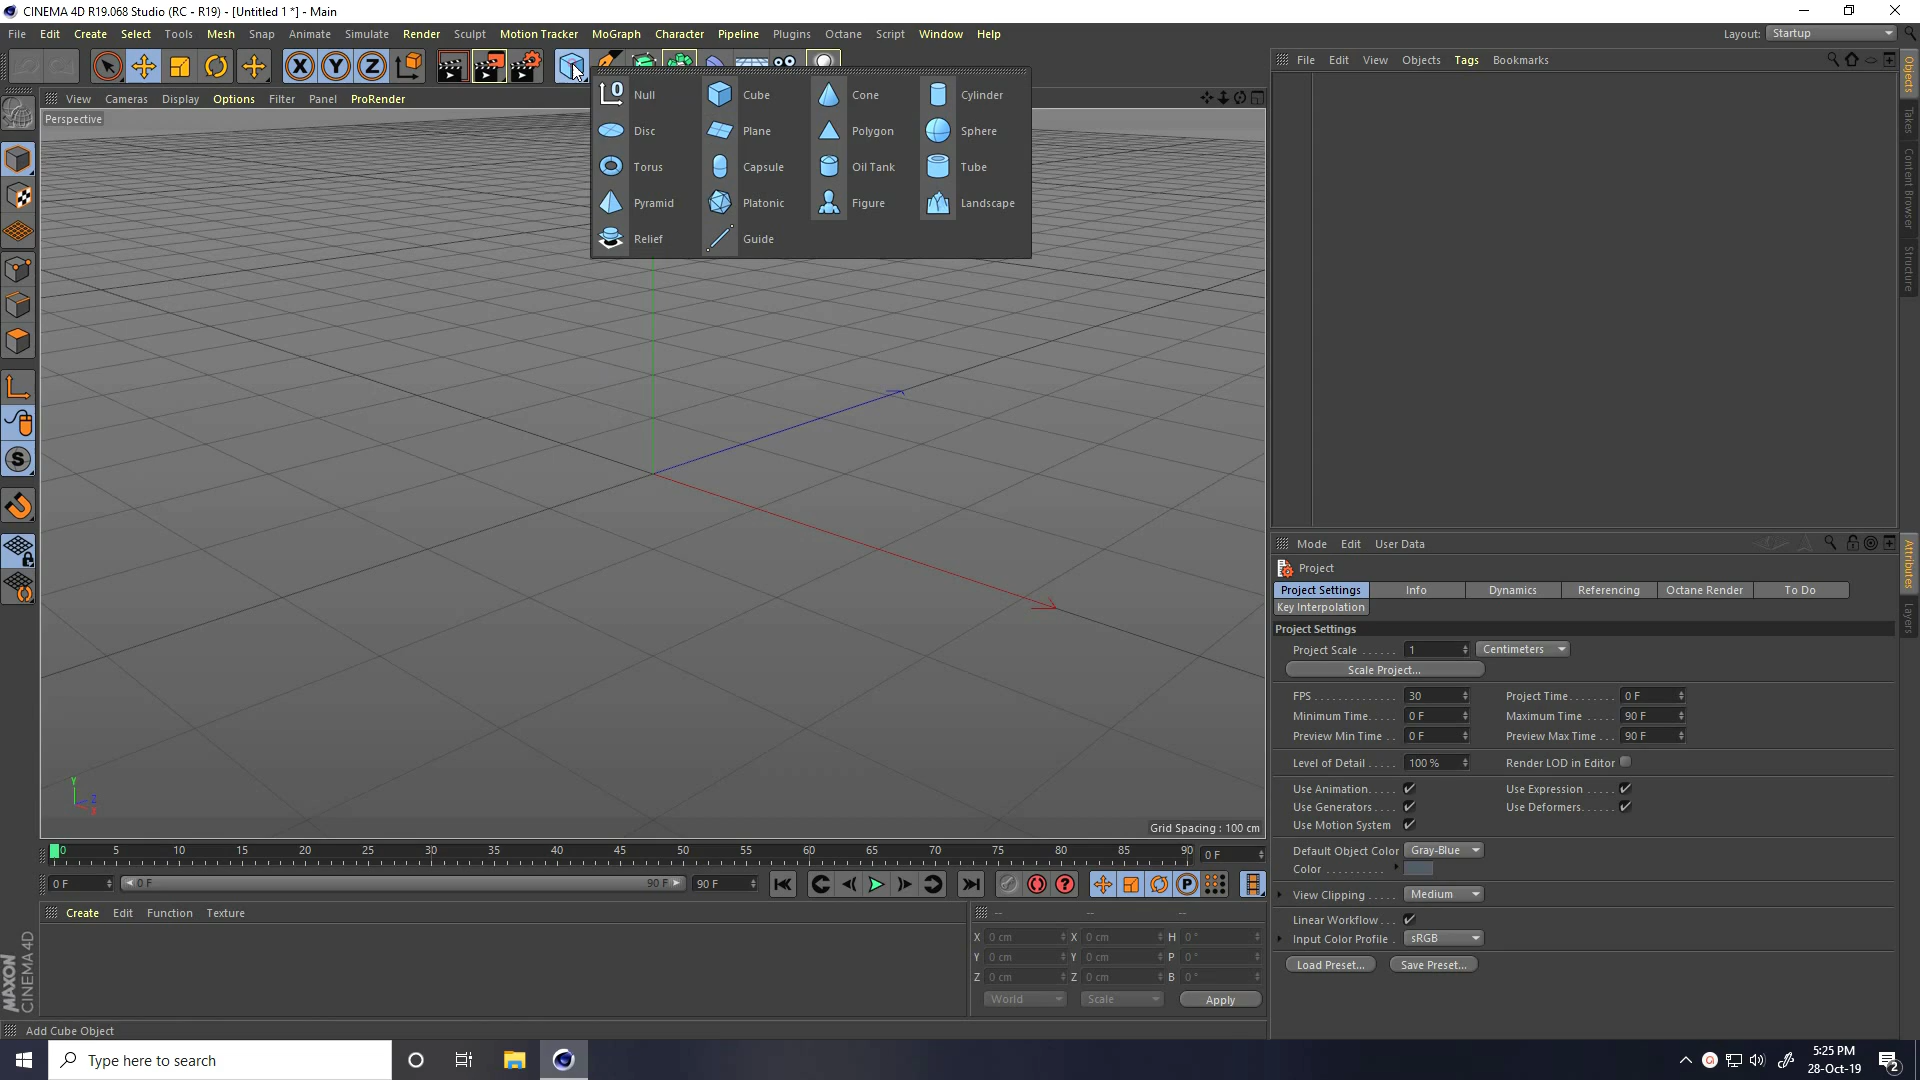 CINEMA 4D R19.068 Studio (RC - R19) - [Untitled 1 *] - Main
File Edit Create Select Tools Mesh Snap Animate Simulate Render Sculpt Motion Tracker MoGraph Character Pipeline Plugins Octane Script Window Help
Layout: Startup
X Y Z
File Edit View Objects Tags Bookmarks
View Cameras Display Options Filter Panel ProRender
Perspective
Null Cube Cone Cylinder
Disc Plane Polygon Sphere
Torus Capsule Oil Tank Tube
Pyramid Platonic Figure Landscape
Relief Guide
Objects
Takes
Content Browser
Structure
S
Mode Edit User Data
Project
Project Settings Info Dynamics Referencing Octane Render To Do
Key Interpolation
Attributes
Layers
Project Settings
Project Scale ...... 1 Centimeters
Scale Project...
FPS 30 Project Time 0 F
Minimum Time..... 0 F Maximum Time ..... 90 F
Preview Min Time .. 0 F Preview Max Time ... 90 F
Level of Detail ..... 100 % Render LOD in Editor
Use Animation..... Use Expression .....
Use Generators .... Use Deformers......
Use Motion System
Default Object Color Gray-Blue
Color ..........
View Clipping ..... Medium
Linear Workflow ...
Input Color Profile . sRGB
Load Preset... Save Preset...
Y
Z
X
Grid Spacing : 100 cm
0 5 10 15 20 25 30 35 40 45 50 55 60 65 70 75 80 85 90 0 F
0 F 0 F 90 F 90 F
P
Create Edit Function Texture
-- -- --
X 0 cm X 0 cm H 0 °
Y 0 cm Y 0 cm P 0 °
Z 0 cm Z 0 cm B 0 °
World Scale Apply
MAXON
CINEMA 4D
Add Cube Object
Type here to search
5:25 PM
28-Oct-19
2